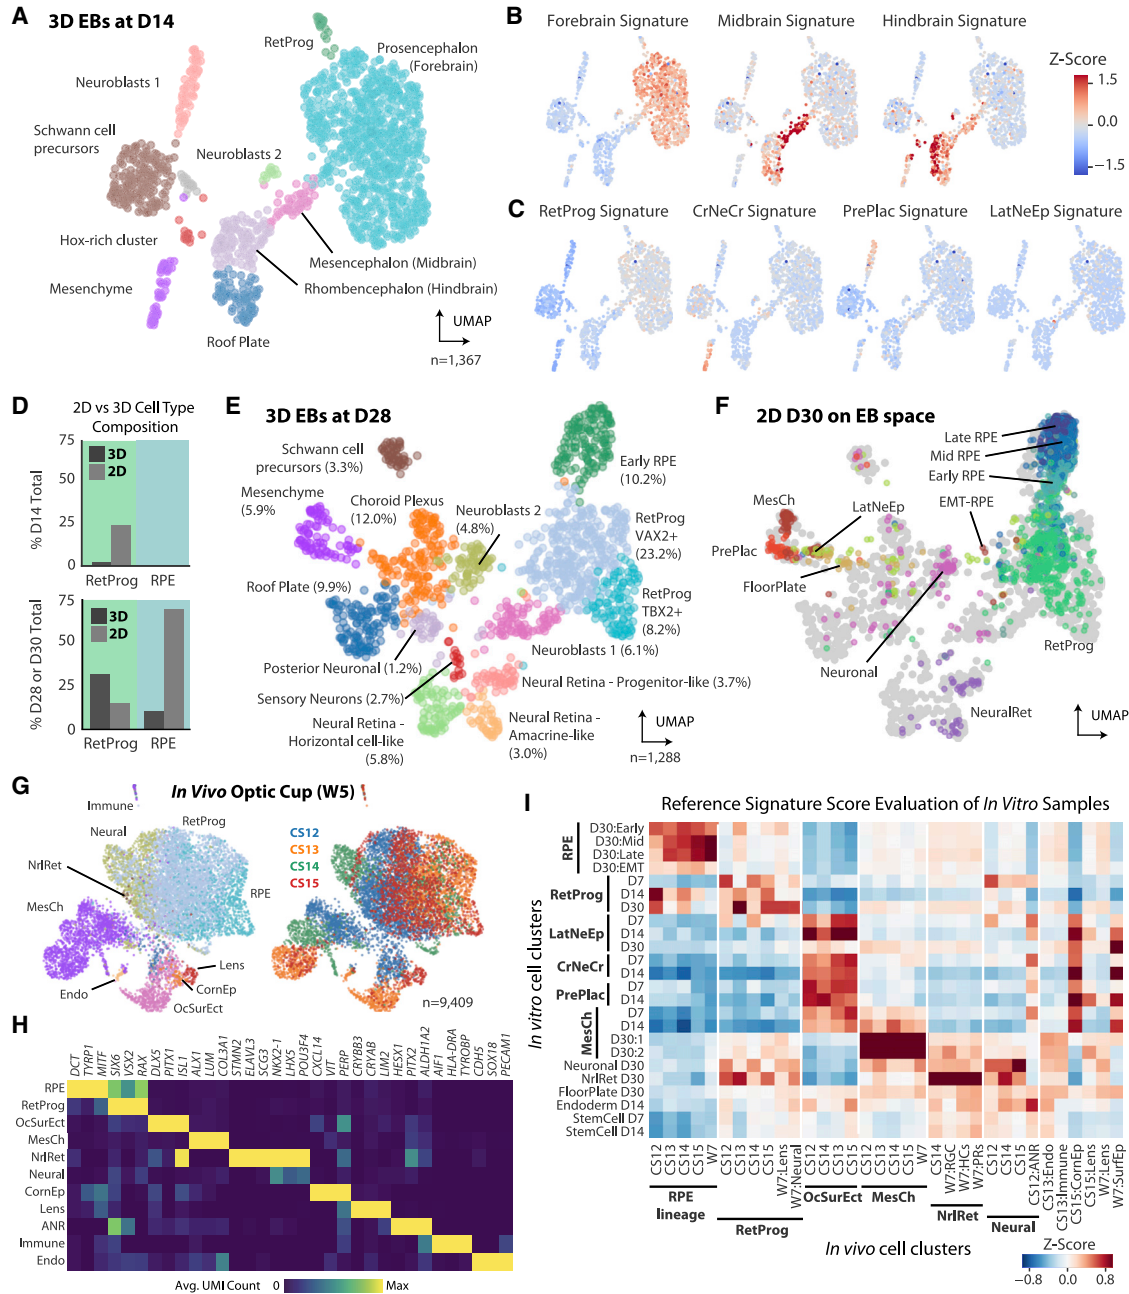 A
3D EBs at D14
RetProg
Prosencephalon
(Forebrain)
Neuroblasts 1
Schwann cell
precursors
Neuroblasts 2
Hox-rich cluster
Mesenchyme
Mesencephalon (Midbrain)
Rhombencephalon (Hindbrain)
Roof Plate
UMAP
n=1,367
B
Forebrain Signature
Midbrain Signature
Hindbrain Signature
Z-Score
1.5
0.0
−1.5
C
RetProg Signature
CrNeCr Signature
PrePlac Signature
LatNeEp Signature
D
2D vs 3D Cell Type
Composition
75
50
25
0
% D14 Total
3D
2D
RetProg
RPE
75
50
25
0
% D28 or D30 Total
3D
2D
RetProg
RPE
E
3D EBs at D28
Schwann cell
precursors (3.3%)
Mesenchyme
(5.9%)
Choroid Plexus
(12.0%)
Neuroblasts 2
(4.8%)
Early RPE
(10.2%)
RetProg
VAX2+
(23.2%)
Roof Plate (9.9%)
RetProg
TBX2+
(8.2%)
Neuroblasts 1 (6.1%)
Posterior Neuronal (1.2%)
Neural Retina - Progenitor-like (3.7%)
Sensory Neurons (2.7%)
Neural Retina -
Horizontal cell-like
(5.8%)
Neural Retina -
Amacrine-like
(3.0%)
UMAP
n=1,288
F
2D D30 on EB space
Late RPE
Mid RPE
Early RPE
EMT-RPE
MesCh
LatNeEp
PrePlac
FloorPlate
Neuronal
RetProg
NeuralRet
UMAP
G
In Vivo Optic Cup (W5)
Immune
RetProg
Neural
NrlRet
MesCh
RPE
Lens
CornEp
Endo
OcSurEct
CS12
CS13
CS14
CS15
n=9,409
H
DCT
TYRP1
MITF
SIX6
VSX2
RAX
DLX5
PITX1
ISL1
ALX1
LUM
COL3A1
STMN2
ELAVL3
SCG3
NKX2-1
LHX5
POU3F4
CXCL14
VIT
PERP
CRYBB3
CRYAB
LIM2
HESX1
PITX2
ALDH1A2
AIF1
HLA-DRA
TYROBP
CDH5
SOX18
PECAM1
RPE
RetProg
OcSurEct
MesCh
NrlRet
Neural
CornEp
Lens
ANR
Immune
Endo
Avg. UMI Count
0
Max
I
Reference Signature Score Evaluation of In Vitro Samples
In vitro cell clusters
RPE
D30:Early
D30:Mid
D30:Late
D30:EMT
RetProg
D7
D14
D30
LatNeEp
D7
D14
D30
CrNeCr
D7
D14
PrePlac
D7
D14
MesCh
D7
D14
D30:1
D30:2
Neuronal D30
NrlRet D30
FloorPlate D30
Endoderm D14
StemCell D7
StemCell D14
CS12
CS13
CS14
CS15
W7
CS12
CS13
CS14
CS15
W7:Lens
W7:Neural
CS12
CS13
CS14
CS15
CS12
CS13
CS14
CS15
W7
CS14
W7:RGC
W7:HCs
W7:PRs
CS12
CS14
CS15
CS12:ANR
CS13:Endo
CS13:Immune
CS15:CornEp
CS15:Lens
W7:Lens
W7:SurfEp
RPE
lineage
RetProg
OcSurEct
MesCh
NrlRet
Neural
In vivo cell clusters
Z-Score
−0.8
0.0
0.8